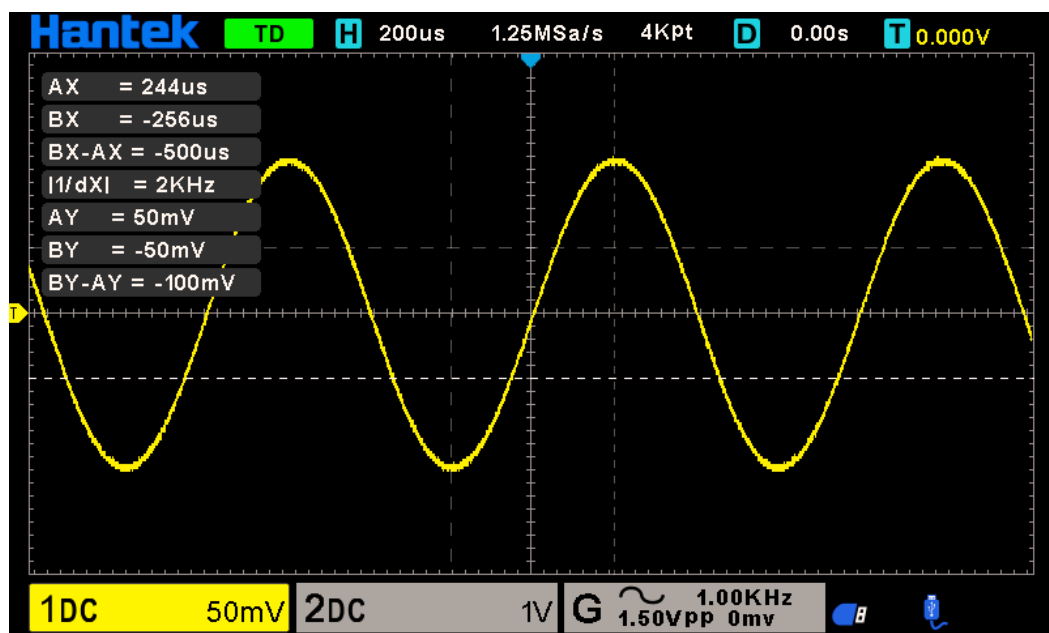 Hantek TD H 200us 1.25MSa/s 4Kpt D 0.00s T 0.000V
AX = 244us
BX = -256us
BX-AX = -500us
|1/dX| = 2KHz
AY = 50mV
BY = -50mV
BY-AY = -100mV
T
1DC 50mV 2DC 1V G 1.00KHz
1.50Vpp 0mv